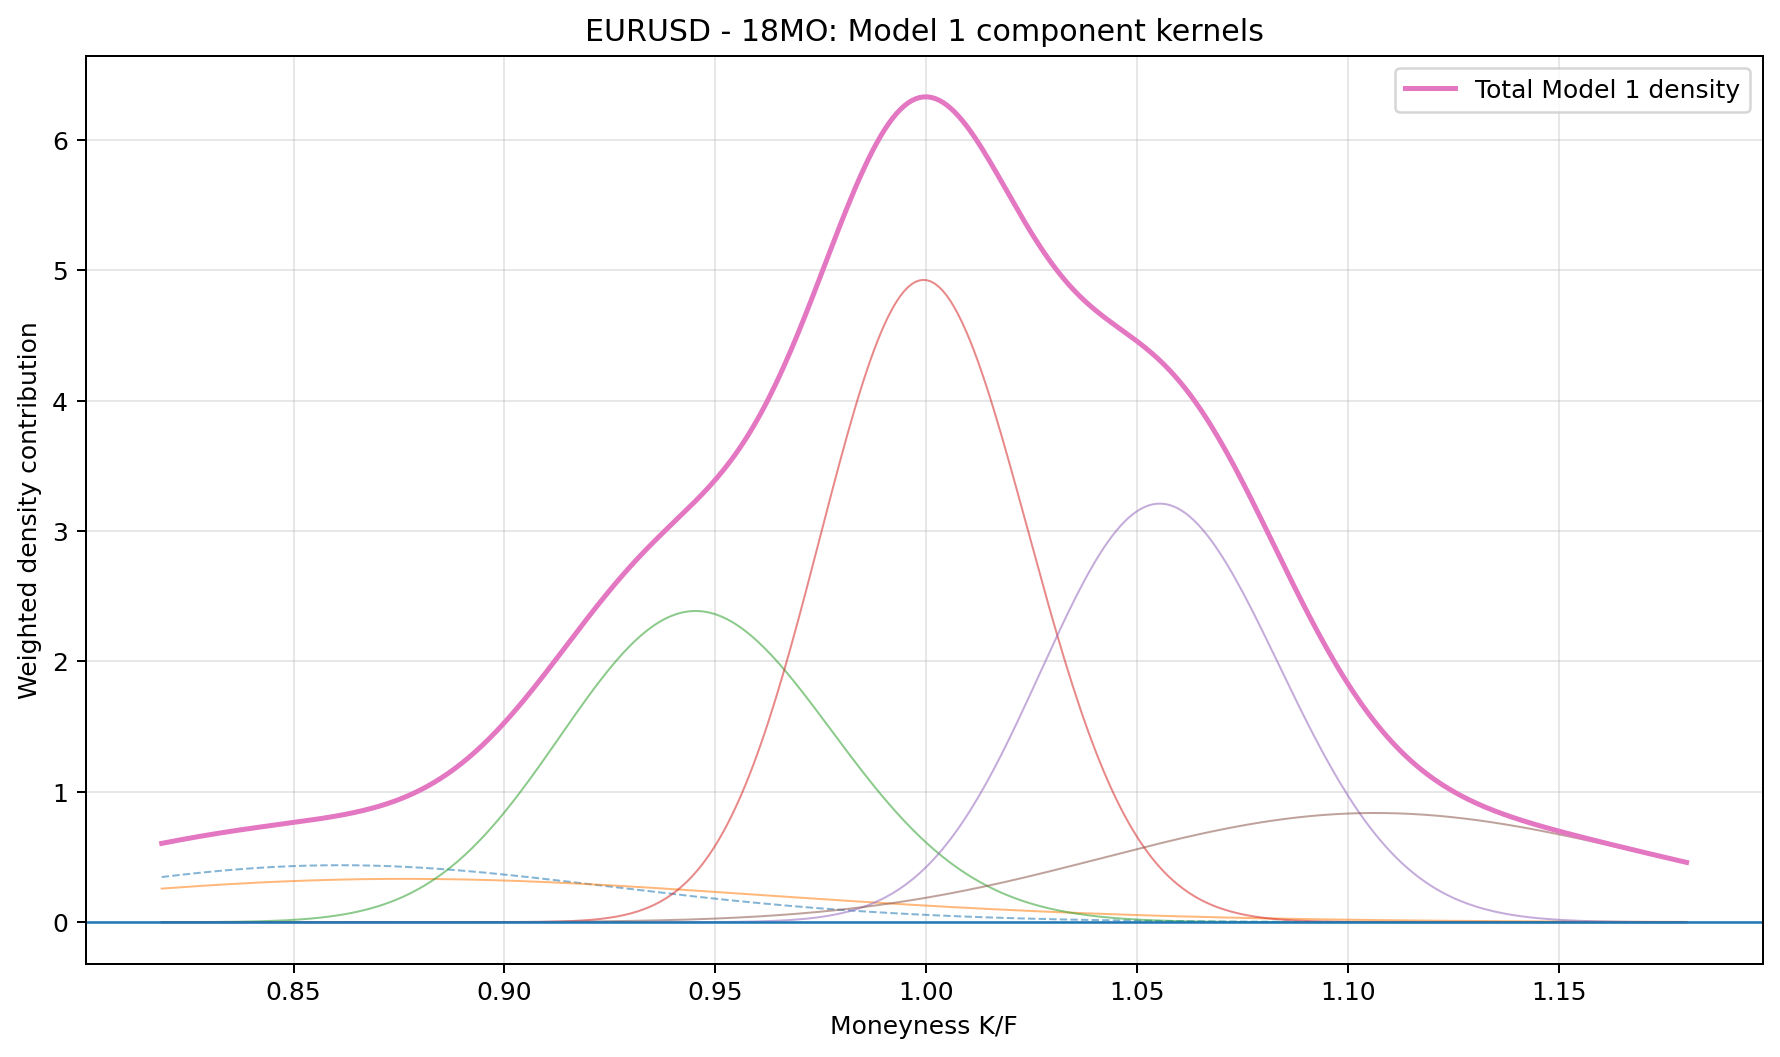 EURUSD - 18MO: Model 1 component kernels
Total Model 1 density
Weighted density contribution
6
5
4
3
2
1
0
0.85 0.90 0.95 1.00 1.05 1.10 1.15
Moneyness K/F